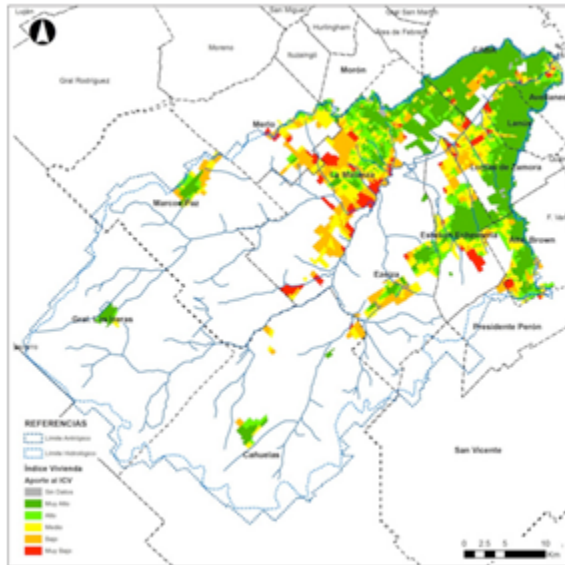 Luján
San Miguel
Gral San Martín
Hurlingham
Tres de Febrero
Moreno
Ituzaingó
CABA
Gral Rodríguez
Morón
Avellaneda
Merlo
Lanús
La Matanza
Lomas de Zamora
Marcos Paz
Esteban Echeverría
Alte. Brown
Ezeiza
Gral. Las Heras
Presidente Perón
REFERENCIAS
Límite Antrópico
Límite Hidrológico
San Vicente
Cañuelas
Índice Vivienda
Aporte al ICV
Sin Datos
Muy Alto
Alto
Medio
Bajo
Muy Bajo
0 2.5 5 10
Km